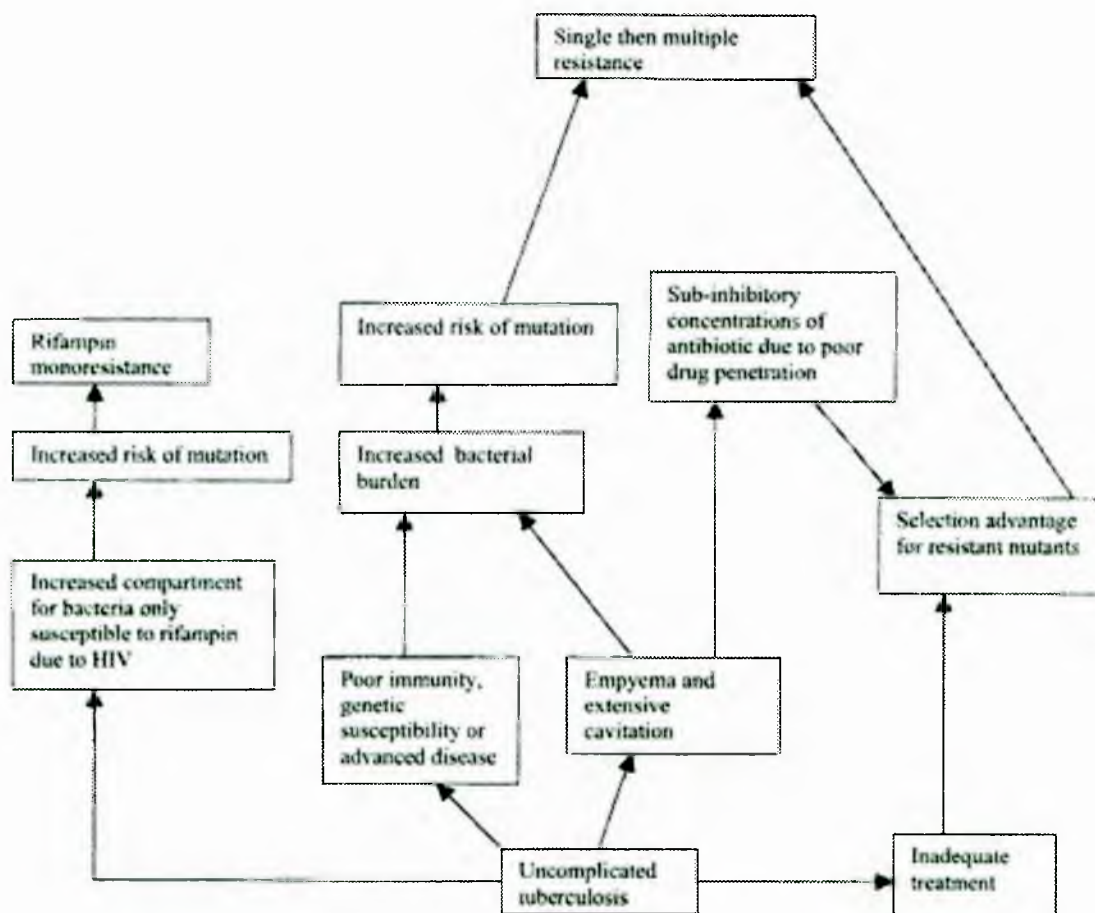 Single then multiple
resistance
Sub-inhibitory
concentrations of
antibiotic due to poor
drug penetration
Increased risk of mutation
Rifampin
monoresistance
Increased risk of mutation
Increased bacterial
burden
Selection advantage
for resistant mutants
Increased compartment
for bacteria only
susceptible to rifampin
due to HIV
Poor immunity,
genetic
susceptibility or
advanced disease
Empyema and
extensive
cavitation
Uncomplicated
tuberculosis
Inadequate
treatment